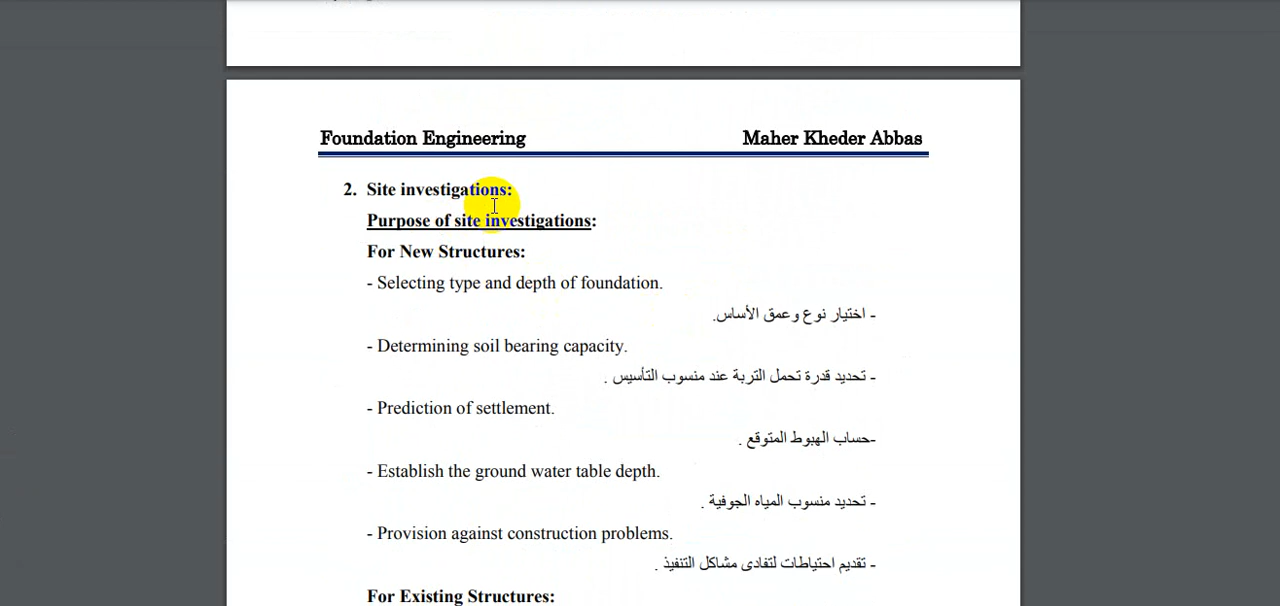 Foundation Engineering Maher Kheder Abbas
2. Site investigations:
Purpose of site investigations:
For New Structures:
- Selecting type and depth of foundation.
- اختيار نوع وعمق الأساس.
- Determining soil bearing capacity.
- تحديد قدرة تحمل التربة عند منسوب التأسيس .
- Prediction of settlement.
-حساب الهبوط المتوقع .
- Establish the ground water table depth.
- تحديد منسوب المياه الجوفية .
- Provision against construction problems.
- تقديم احتياطات لتفادى مشاكل التنفيذ .
For Existing Structures: